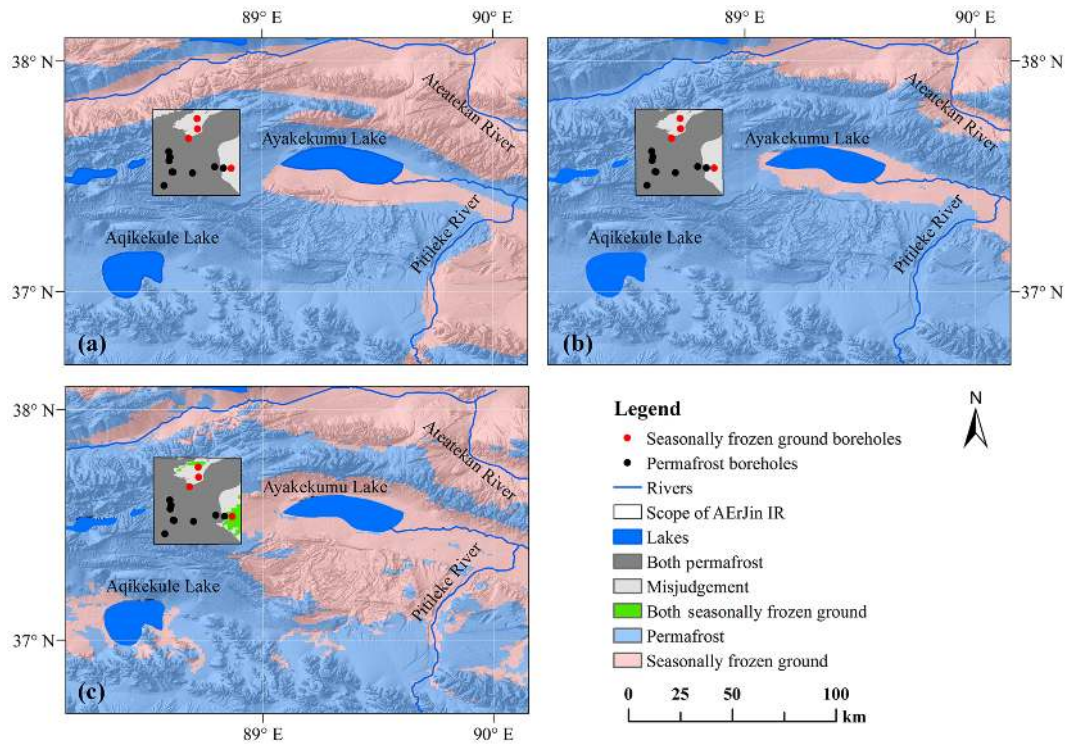 89° E
90° E
89° E
90° E
38° N
38° N
Ateatekan River
Ateatekan River
Ayakekumu Lake
Ayakekumu Lake
Pitileke River
Pitileke River
Aqikekule Lake
Aqikekule Lake
37° N
37° N
(a)
(b)
38° N
Ateatekan River
Ayakekumu Lake
Pitileke River
Aqikekule Lake
37° N
(c)
89° E
90° E
Legend
N
Seasonally frozen ground boreholes
Permafrost boreholes
Rivers
Scope of AErJin IR
Lakes
Both permafrost
Misjudgement
Both seasonally frozen ground
Permafrost
Seasonally frozen ground
0 25 50 100
km